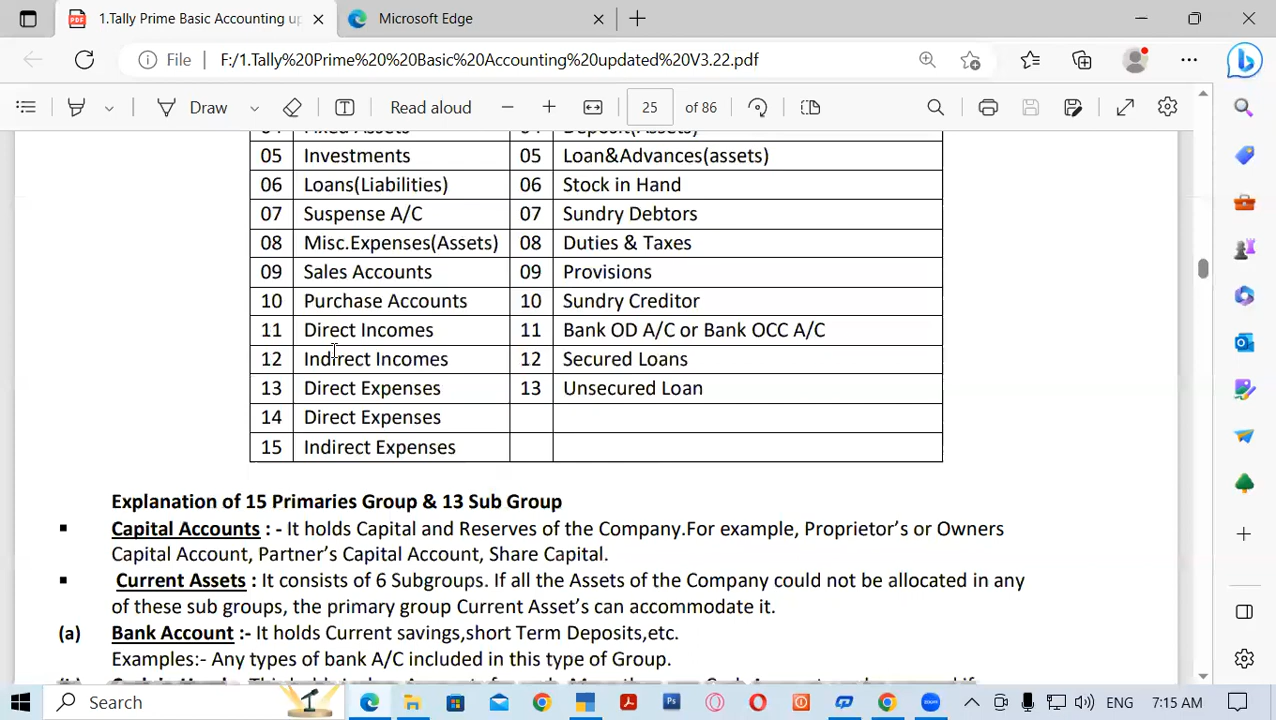 1.Tally Prime Basic Accounting up
Microsoft Edge
File F:/1.Tally%20Prime%20%20Basic%20Accounting%20updated%20V3.22.pdf
Draw Read aloud 25 of 86
04 Fixed Assets 04 Deposit(Assets)
05 Investments 05 Loan&Advances(assets)
06 Loans(Liabilities) 06 Stock in Hand
07 Suspense A/C 07 Sundry Debtors
08 Misc.Expenses(Assets) 08 Duties & Taxes
09 Sales Accounts 09 Provisions
10 Purchase Accounts 10 Sundry Creditor
11 Direct Incomes 11 Bank OD A/C or Bank OCC A/C
12 Indirect Incomes 12 Secured Loans
13 Direct Expenses 13 Unsecured Loan
14 Direct Expenses
15 Indirect Expenses
Explanation of 15 Primaries Group & 13 Sub Group
▪ Capital Accounts : - It holds Capital and Reserves of the Company.For example, Proprietor’s or Owners
Capital Account, Partner’s Capital Account, Share Capital.
▪ Current Assets : It consists of 6 Subgroups. If all the Assets of the Company could not be allocated in any
of these sub groups, the primary group Current Asset’s can accommodate it.
(a) Bank Account :- It holds Current savings,short Term Deposits,etc.
Examples:- Any types of bank A/C included in this type of Group.
Search ENG 7:15 AM